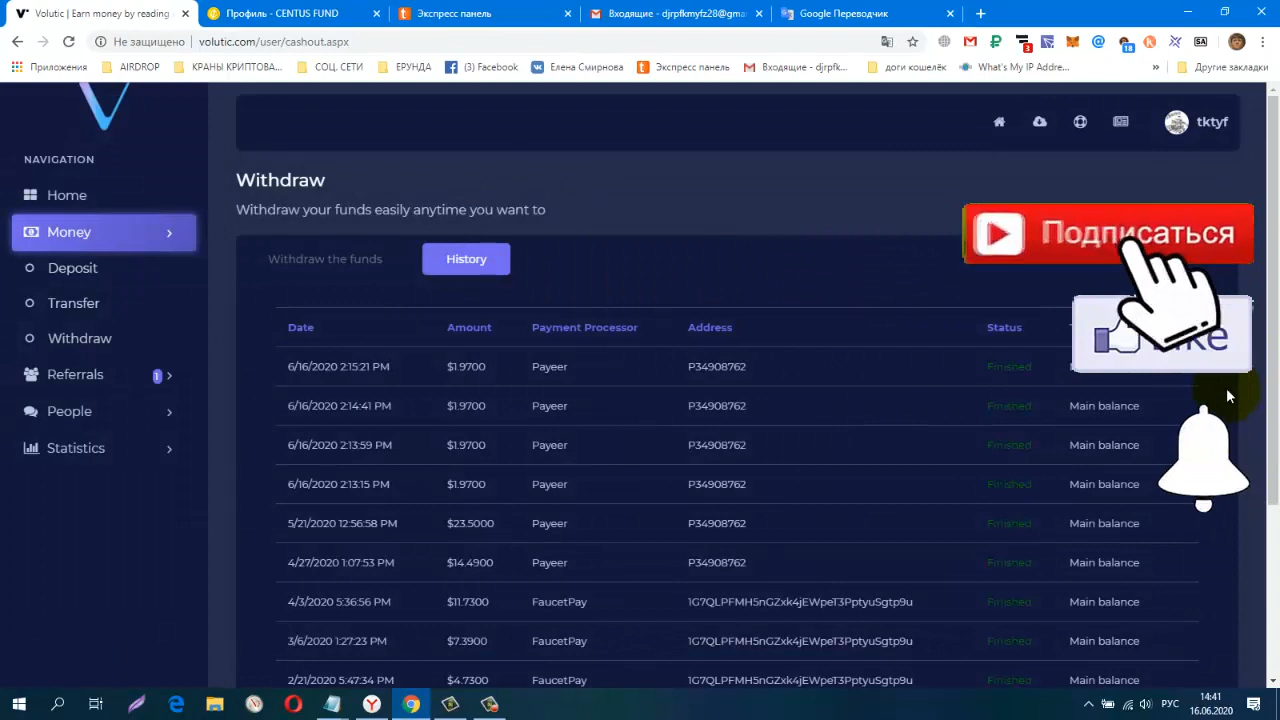 Volutic | Earn money by reading
Профиль - CENTUS FUND
Экспресс панель
Входящие - djrpfkmyfz28@gmai
Google Переводчик
Не защищено | volutic.com/user/cashout.aspx
Приложения AIRDROP КРАНЫ КРИПТОВА... СОЦ. СЕТИ ЕРУНДА (3) Facebook Елена Смирнова Экспресс панель Входящие - djrpfk... доги кошелёк What's My IP Addre... » Другие закладки
tktyf
NAVIGATION
Home
Money
Deposit
Transfer
Withdraw
Referrals 1
People
Statistics
Withdraw
Withdraw your funds easily anytime you want to
Подписаться
Withdraw the funds History
Date Amount Payment Processor Address Status
6/16/2020 2:15:21 PM $1.9700 Payeer P34908762 Finished
6/16/2020 2:14:41 PM $1.9700 Payeer P34908762 Finished Main balance
6/16/2020 2:13:59 PM $1.9700 Payeer P34908762 Finished Main balance
6/16/2020 2:13:15 PM $1.9700 Payeer P34908762 Finished Main balance
5/21/2020 12:56:58 PM $23.5000 Payeer P34908762 Finished Main balance
4/27/2020 1:07:53 PM $14.4900 Payeer P34908762 Finished Main balance
4/3/2020 5:36:56 PM $11.7300 FaucetPay 1G7QLPFMH5nGZxk4jEWpeT3PptyuSgtp9u Finished Main balance
3/6/2020 1:27:23 PM $7.3900 FaucetPay 1G7QLPFMH5nGZxk4jEWpeT3PptyuSgtp9u Finished Main balance
2/21/2020 5:47:34 PM $4.7300 FaucetPay 1G7QLPFMH5nGZxk4jEWpeT3PptyuSgtp9u Finished Main balance
РУС
14:41
16.06.2020